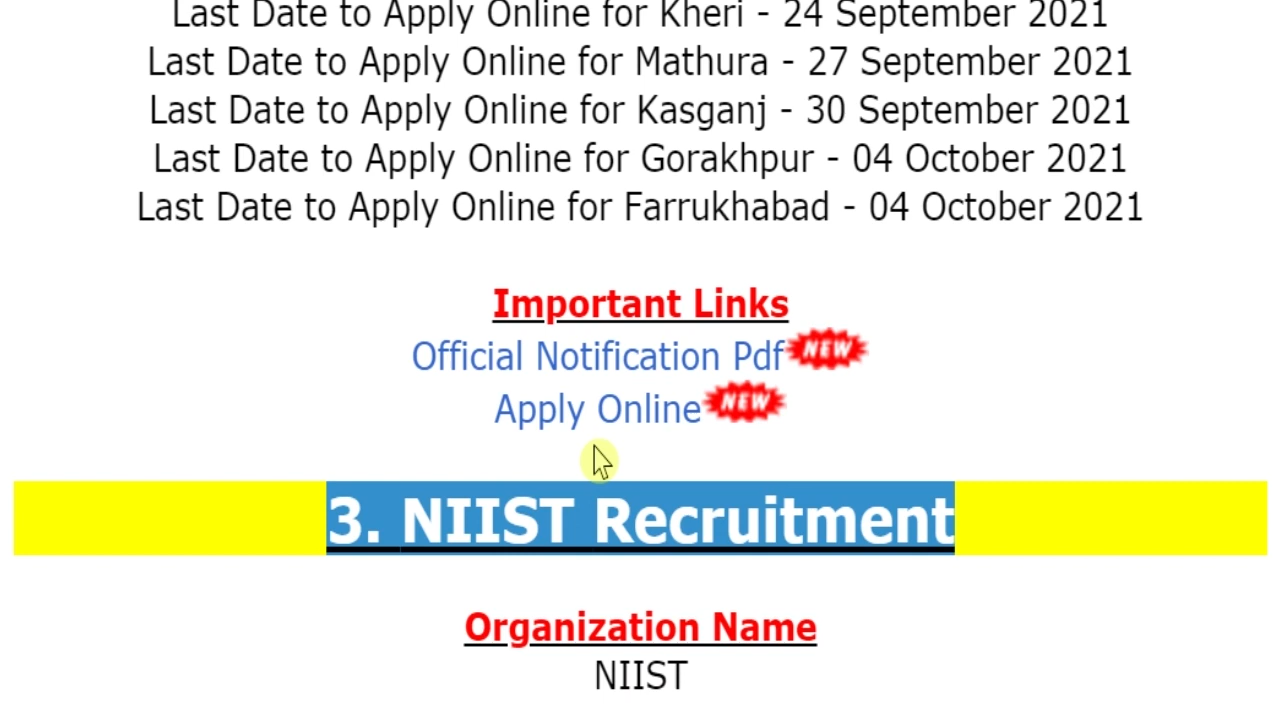 Last Date to Apply Online for Kheri - 24 September 2021
Last Date to Apply Online for Mathura - 27 September 2021
Last Date to Apply Online for Kasganj - 30 September 2021
Last Date to Apply Online for Gorakhpur - 04 October 2021
Last Date to Apply Online for Farrukhabad - 04 October 2021
Important Links
Official Notification Pdf NEW
Apply Online NEW
3. NIIST Recruitment
Organization Name
NIIST